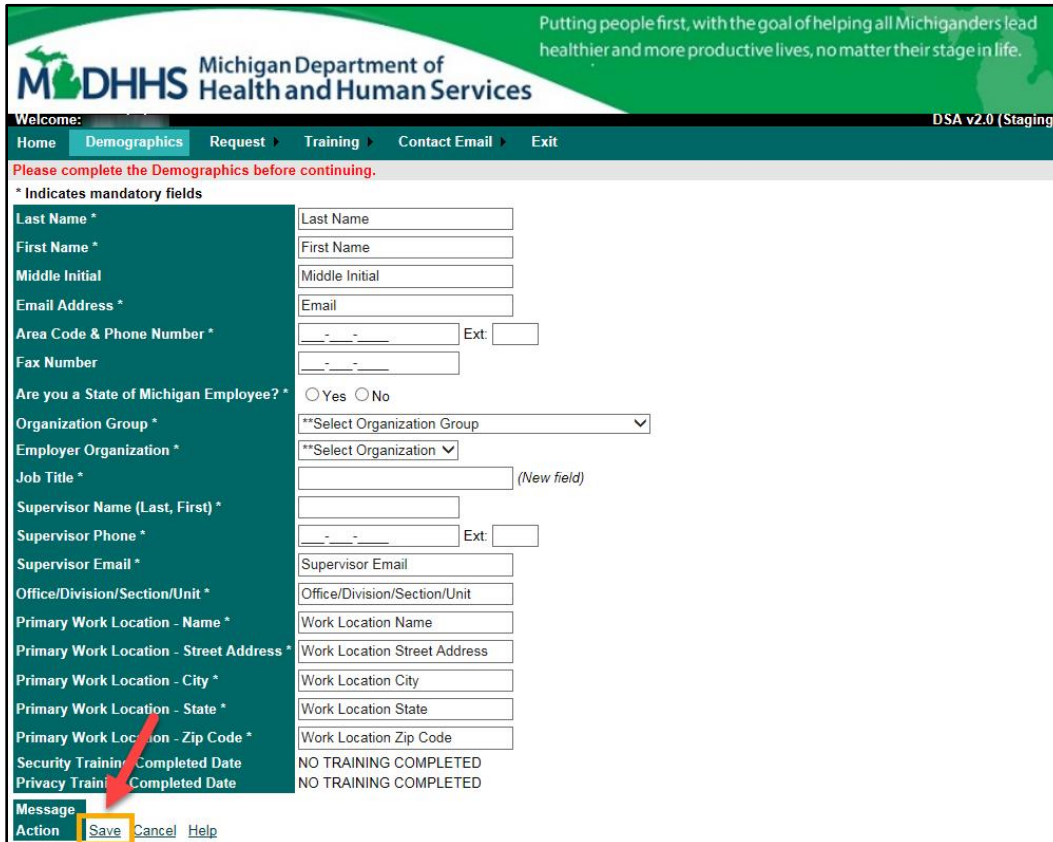 Putting people first, with the goal of helping all Michiganders lead
healthier and more productive lives, no matter their stage in life.
MDHHS Michigan Department of
Health and Human Services
Welcome: DSA v2.0 (Staging
Home Demographics Request Training Contact Email Exit
Please complete the Demographics before continuing.
* Indicates mandatory fields
Last Name * Last Name
First Name * First Name
Middle Initial Middle Initial
Email Address * Email
Area Code & Phone Number * ___-___-____ Ext:
Fax Number ___-___-____
Are you a State of Michigan Employee? * Yes No
Organization Group * **Select Organization Group
Employer Organization * **Select Organization
Job Title * (New field)
Supervisor Name (Last, First) *
Supervisor Phone * ___-___-____ Ext:
Supervisor Email * Supervisor Email
Office/Division/Section/Unit * Office/Division/Section/Unit
Primary Work Location - Name * Work Location Name
Primary Work Location - Street Address * Work Location Street Address
Primary Work Location - City * Work Location City
Primary Work Location - State * Work Location State
Primary Work Location - Zip Code * Work Location Zip Code
Security Training Completed Date NO TRAINING COMPLETED
Privacy Training Completed Date NO TRAINING COMPLETED
Message
Action Save Cancel Help